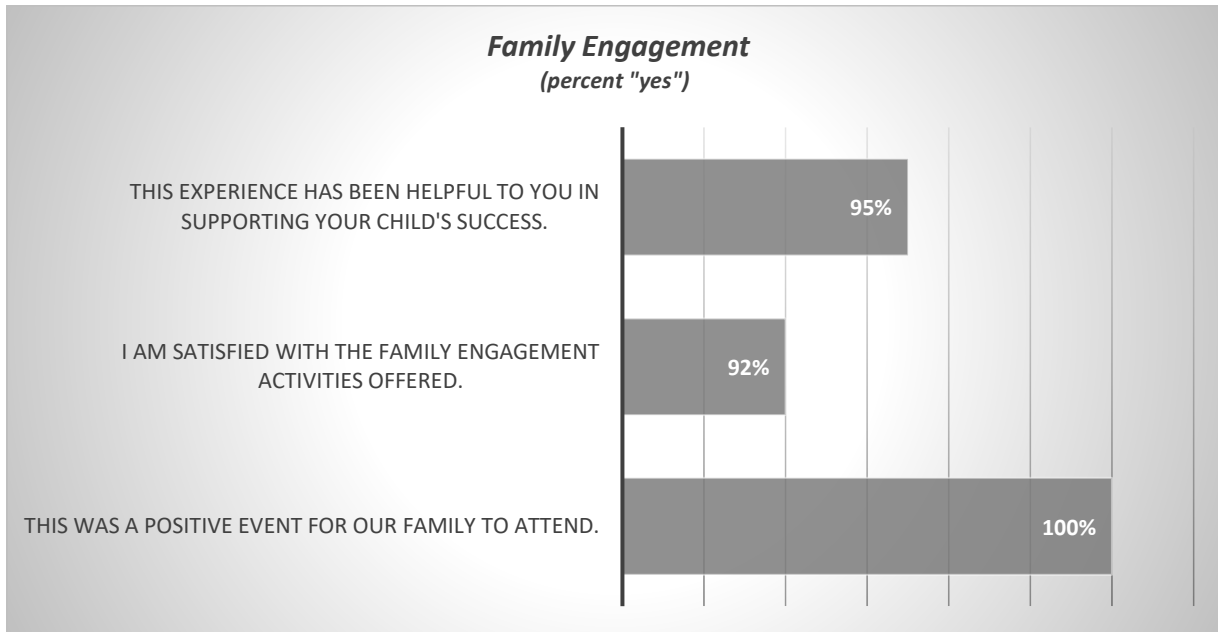 Family Engagement
(percent "yes")
THIS EXPERIENCE HAS BEEN HELPFUL TO YOU IN
SUPPORTING YOUR CHILD'S SUCCESS.
95%
I AM SATISFIED WITH THE FAMILY ENGAGEMENT
ACTIVITIES OFFERED.
92%
THIS WAS A POSITIVE EVENT FOR OUR FAMILY TO ATTEND.
100%